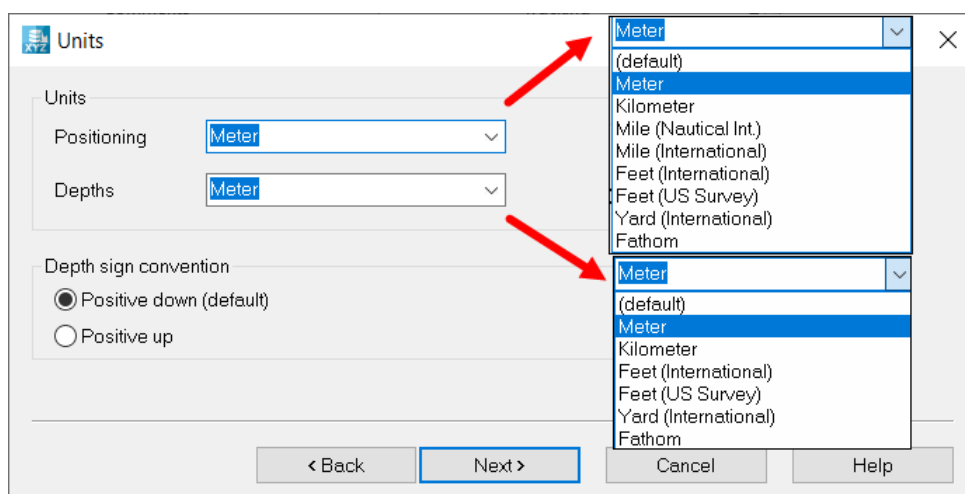 XYZ
Units
Units
Positioning
Meter
Depths
Meter
Depth sign convention
Positive down (default)
Positive up
Meter
(default)
Meter
Kilometer
Mile (Nautical Int.)
Mile (International)
Feet (International)
Feet (US Survey)
Yard (International)
Fathom
Meter
(default)
Meter
Kilometer
Feet (International)
Feet (US Survey)
Yard (International)
Fathom
< Back
Next >
Cancel
Help